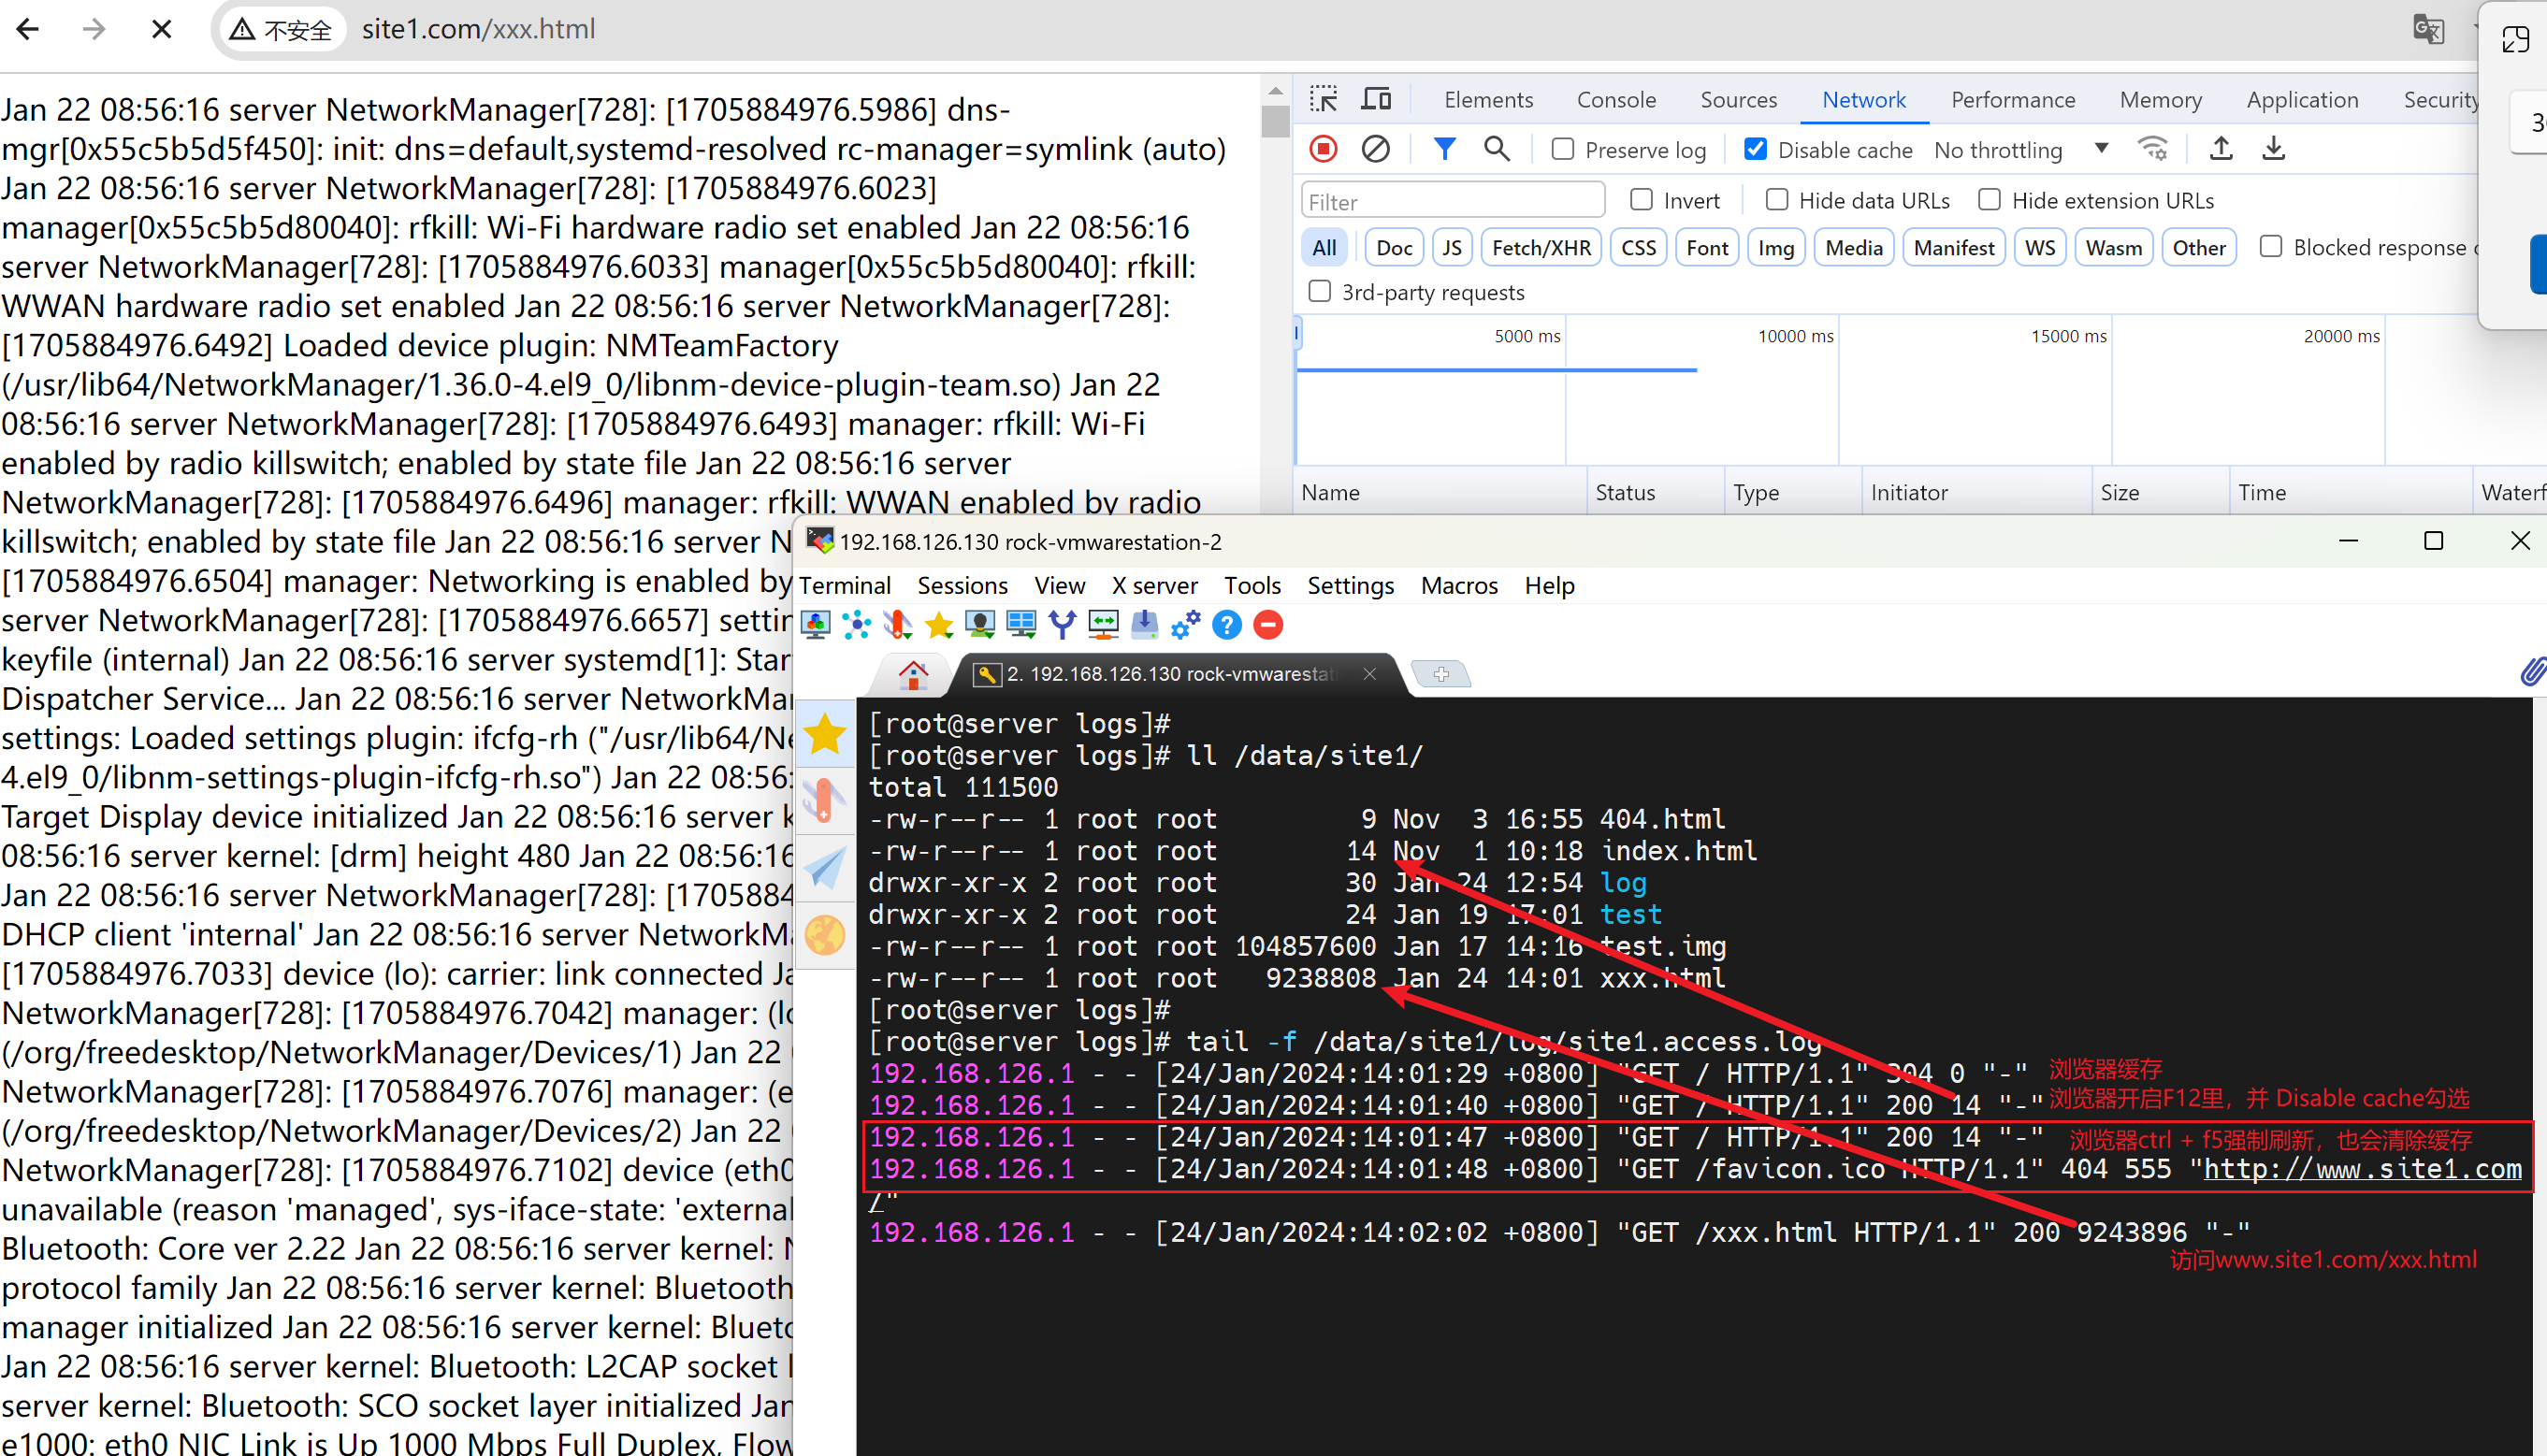 不安全 site1.com/xxx.html
Jan 22 08:56:16 server NetworkManager[728]: [1705884976.5986] dns-
mgr[0x55c5b5d5f450]: init: dns=default,systemd-resolved rc-manager=symlink (auto)
Jan 22 08:56:16 server NetworkManager[728]: [1705884976.6023]
manager[0x55c5b5d80040]: rfkill: Wi-Fi hardware radio set enabled Jan 22 08:56:16
server NetworkManager[728]: [1705884976.6033] manager[0x55c5b5d80040]: rfkill:
WWAN hardware radio set enabled Jan 22 08:56:16 server NetworkManager[728]:
[1705884976.6492] Loaded device plugin: NMTeamFactory
(/usr/lib64/NetworkManager/1.36.0-4.el9_0/libnm-device-plugin-team.so) Jan 22
08:56:16 server NetworkManager[728]: [1705884976.6493] manager: rfkill: Wi-Fi
enabled by radio killswitch; enabled by state file Jan 22 08:56:16 server
NetworkManager[728]: [1705884976.6496] manager: rfkill: WWAN enabled by radio
killswitch; enabled by state file Jan 22 08:56:16 server N
[1705884976.6504] manager: Networking is enabled by
server NetworkManager[728]: [1705884976.6657] settin
keyfile (internal) Jan 22 08:56:16 server systemd[1]: Star
Dispatcher Service... Jan 22 08:56:16 server NetworkMa
settings: Loaded settings plugin: ifcfg-rh ("/usr/lib64/Ne
4.el9_0/libnm-settings-plugin-ifcfg-rh.so") Jan 22 08:56:
Target Display device initialized Jan 22 08:56:16 server k
08:56:16 server kernel: [drm] height 480 Jan 22 08:56:16
Jan 22 08:56:16 server NetworkManager[728]: [1705884
DHCP client 'internal' Jan 22 08:56:16 server NetworkMa
[1705884976.7033] device (lo): carrier: link connected Ja
NetworkManager[728]: [1705884976.7042] manager: (lo
(/org/freedesktop/NetworkManager/Devices/1) Jan 22
NetworkManager[728]: [1705884976.7076] manager: (e
(/org/freedesktop/NetworkManager/Devices/2) Jan 22
NetworkManager[728]: [1705884976.7102] device (eth0
unavailable (reason 'managed', sys-iface-state: 'external
Bluetooth: Core ver 2.22 Jan 22 08:56:16 server kernel: N
protocol family Jan 22 08:56:16 server kernel: Bluetooth
manager initialized Jan 22 08:56:16 server kernel: Blueto
Jan 22 08:56:16 server kernel: Bluetooth: L2CAP socket l
server kernel: Bluetooth: SCO socket layer initialized Jan
e1000: eth0 NIC Link is Up 1000 Mbps Full Duplex, Flow
Elements Console Sources Network Performance Memory Application Security
Preserve log Disable cache No throttling
Filter Invert Hide data URLs Hide extension URLs
All Doc JS Fetch/XHR CSS Font Img Media Manifest WS Wasm Other Blocked response c
3rd-party requests
5000 ms 10000 ms 15000 ms 20000 ms
Name Status Type Initiator Size Time Waterf
192.168.126.130 rock-vmwarestation-2
Terminal Sessions View X server Tools Settings Macros Help
2. 192.168.126.130 rock-vmwarestati
[root@server logs]#
[root@server logs]# ll /data/site1/
total 111500
-rw-r--r-- 1 root root 9 Nov 3 16:55 404.html
-rw-r--r-- 1 root root 14 Nov 1 10:18 index.html
drwxr-xr-x 2 root root 30 Jan 24 12:54 log
drwxr-xr-x 2 root root 24 Jan 19 17:01 test
-rw-r--r-- 1 root root 104857600 Jan 17 14:16 test.img
-rw-r--r-- 1 root root 9238808 Jan 24 14:01 xxx.html
[root@server logs]#
[root@server logs]# tail -f /data/site1/log/site1.access.log
192.168.126.1 - - [24/Jan/2024:14:01:29 +0800] "GET / HTTP/1.1" 304 0 "-" 浏览器缓存
192.168.126.1 - - [24/Jan/2024:14:01:40 +0800] "GET / HTTP/1.1" 200 14 "-" 浏览器开启F12里，并 Disable cache勾选
192.168.126.1 - - [24/Jan/2024:14:01:47 +0800] "GET / HTTP/1.1" 200 14 "-" 浏览器ctrl + f5强制刷新，也会清除缓存
192.168.126.1 - - [24/Jan/2024:14:01:48 +0800] "GET /favicon.ico HTTP/1.1" 404 555 "http://www.site1.com
/"
192.168.126.1 - - [24/Jan/2024:14:02:02 +0800] "GET /xxx.html HTTP/1.1" 200 9243896 "-"
访问www.site1.com/xxx.html